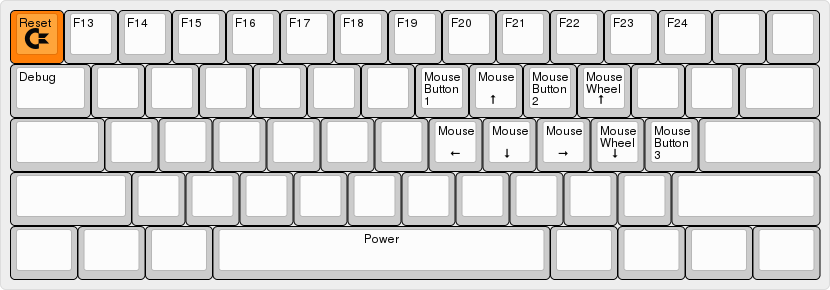 Reset F13 F14 F15 F16 F17 F18 F19 F20 F21 F22 F23 F24
Debug
Mouse Button 1
Mouse ↑
Mouse Button 2
Mouse Wheel ↑
Mouse ←
Mouse ↓
Mouse →
Mouse Wheel ↓
Mouse Button 3
Power